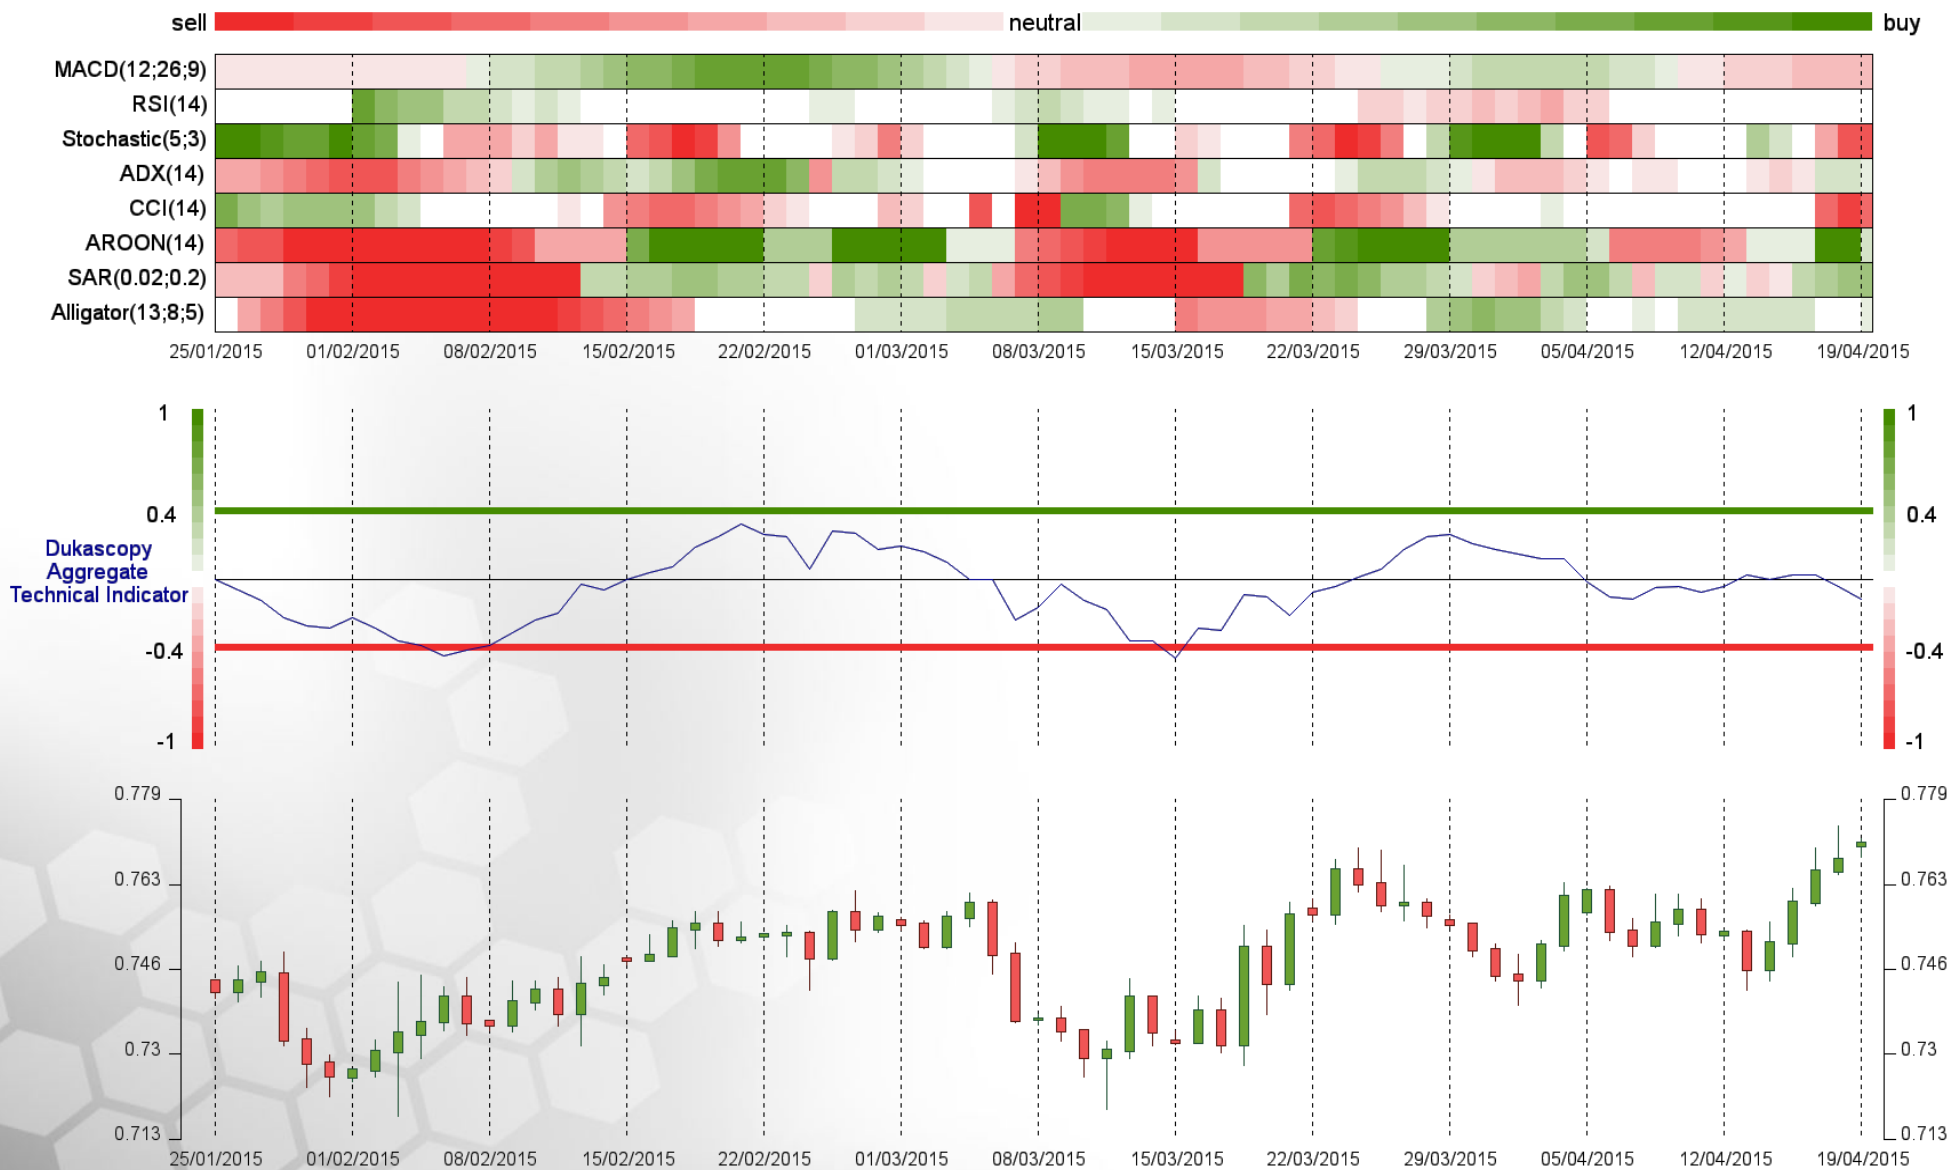 sell neutral buy
MACD(12;26;9)
RSI(14)
Stochastic(5;3)
ADX(14)
CCI(14)
AROON(14)
SAR(0.02;0.2)
Alligator(13;8;5)
25/01/2015 01/02/2015 08/02/2015 15/02/2015 22/02/2015 01/03/2015 08/03/2015 15/03/2015 22/03/2015 29/03/2015 05/04/2015 12/04/2015 19/04/2015
1 1
0.4 0.4
Dukascopy
Aggregate
Technical Indicator
-0.4 -0.4
-1 -1
0.779 0.779
0.763 0.763
0.746 0.746
0.73 0.73
0.713 0.713
25/01/2015 01/02/2015 08/02/2015 15/02/2015 22/02/2015 01/03/2015 08/03/2015 15/03/2015 22/03/2015 29/03/2015 05/04/2015 12/04/2015 19/04/2015